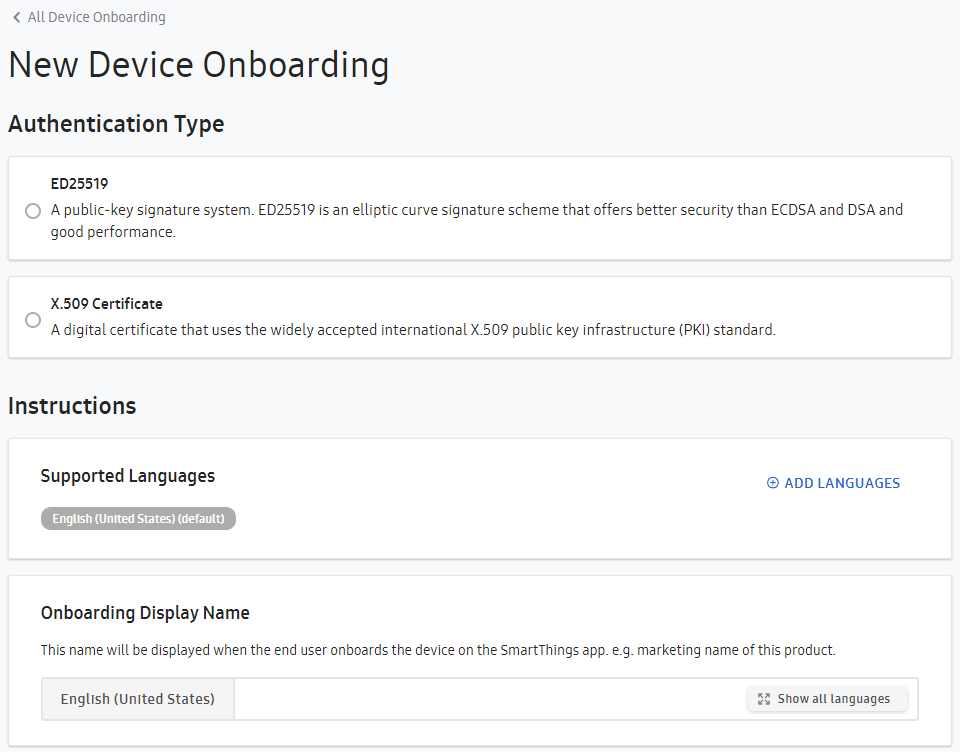 All Device Onboarding
New Device Onboarding
Authentication Type
ED25519
A public-key signature system. ED25519 is an elliptic curve signature scheme that offers better security than ECDSA and DSA and
good performance.
X.509 Certificate
A digital certificate that uses the widely accepted international X.509 public key infrastructure (PKI) standard.
Instructions
Supported Languages
ADD LANGUAGES
English (United States) (default)
Onboarding Display Name
This name will be displayed when the end user onboards the device on the SmartThings app. e.g. marketing name of this product.
English (United States)
Show all languages